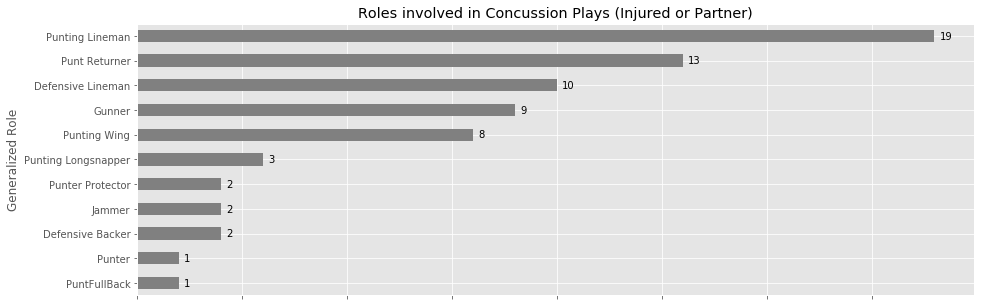 Roles involved in Concussion Plays (Injured or Partner)
Generalized Role
Punting Lineman 19
Punt Returner 13
Defensive Lineman 10
Gunner 9
Punting Wing 8
Punting Longsnapper 3
Punter Protector 2
Jammer 2
Defensive Backer 2
Punter 1
PuntFullBack 1